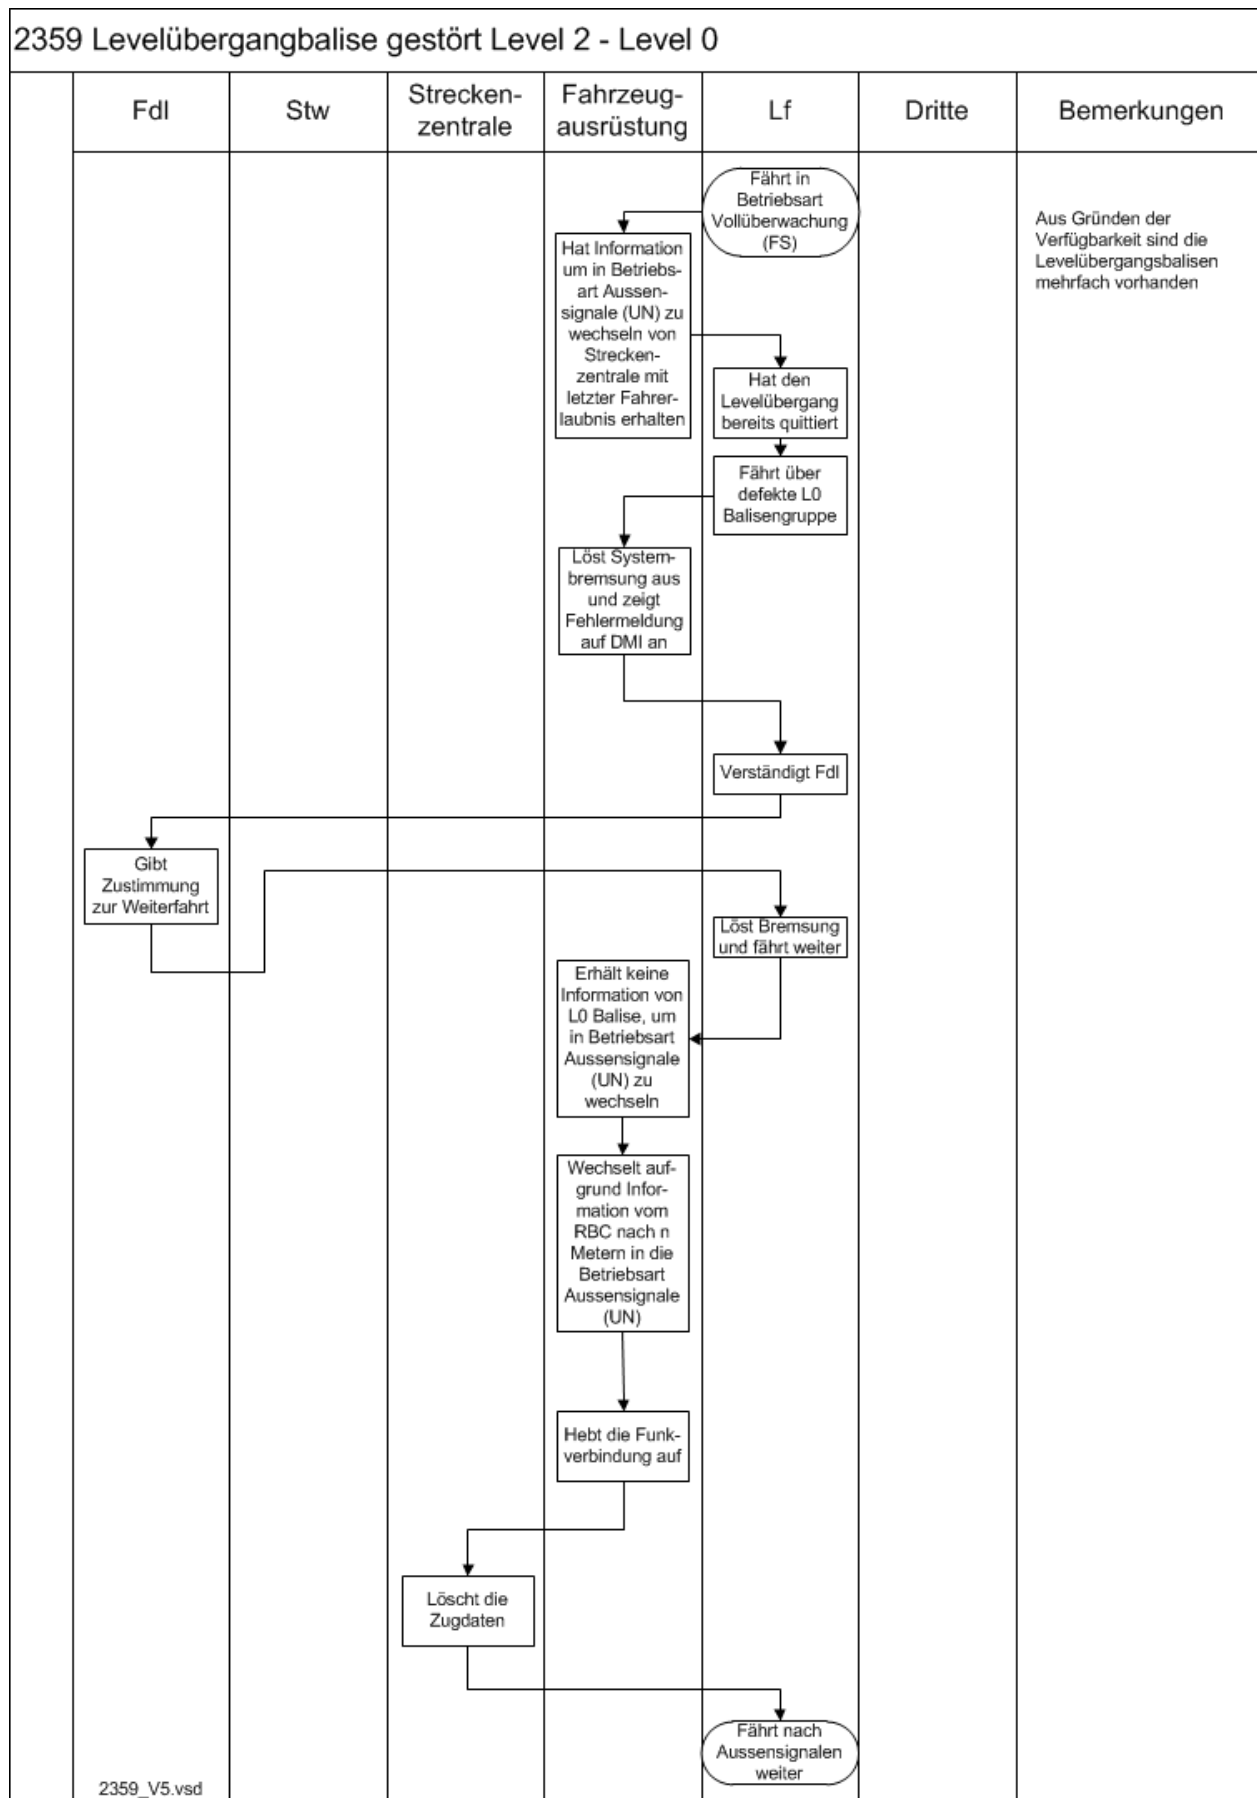 2359 Levelübergangbalise gestört Level 2 - Level 0
Fdl
Stw
Strecken-
zentrale
Fahrzeug-
ausrüstung
Lf
Dritte
Bemerkungen
Fährt in
Betriebsart
Vollüberwachung
(FS)
Aus Gründen der
Verfügbarkeit sind die
Levelübergangsbalisen
mehrfach vorhanden
Hat Information
um in Betriebs-
art Aussen-
signale (UN) zu
wechseln von
Strecken-
zentrale mit
letzter Fahrer-
laubnis erhalten
Hat den
Levelübergang
bereits quittiert
Fährt über
defekte L0
Balisengruppe
Löst System-
bremsung aus
und zeigt
Fehlermeldung
auf DMI an
Verständigt Fdl
Gibt
Zustimmung
zur Weiterfahrt
Löst Bremsung
und fährt weiter
Erhält keine
Information von
L0 Balise, um
in Betriebsart
Aussensignale
(UN) zu
wechseln
Wechselt auf-
grund Infor-
mation vom
RBC nach n
Metern in die
Betriebsart
Aussensignale
(UN)
Hebt die Funk-
verbindung auf
Löscht die
Zugdaten
Fährt nach
Aussensignalen
weiter
2359_V5.vsd